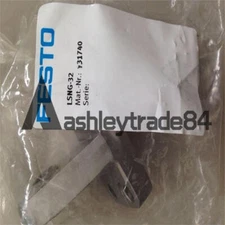 FESTO
LSNG-32
Mat.-Nr.: 31740
Serie:
ashleytrade84